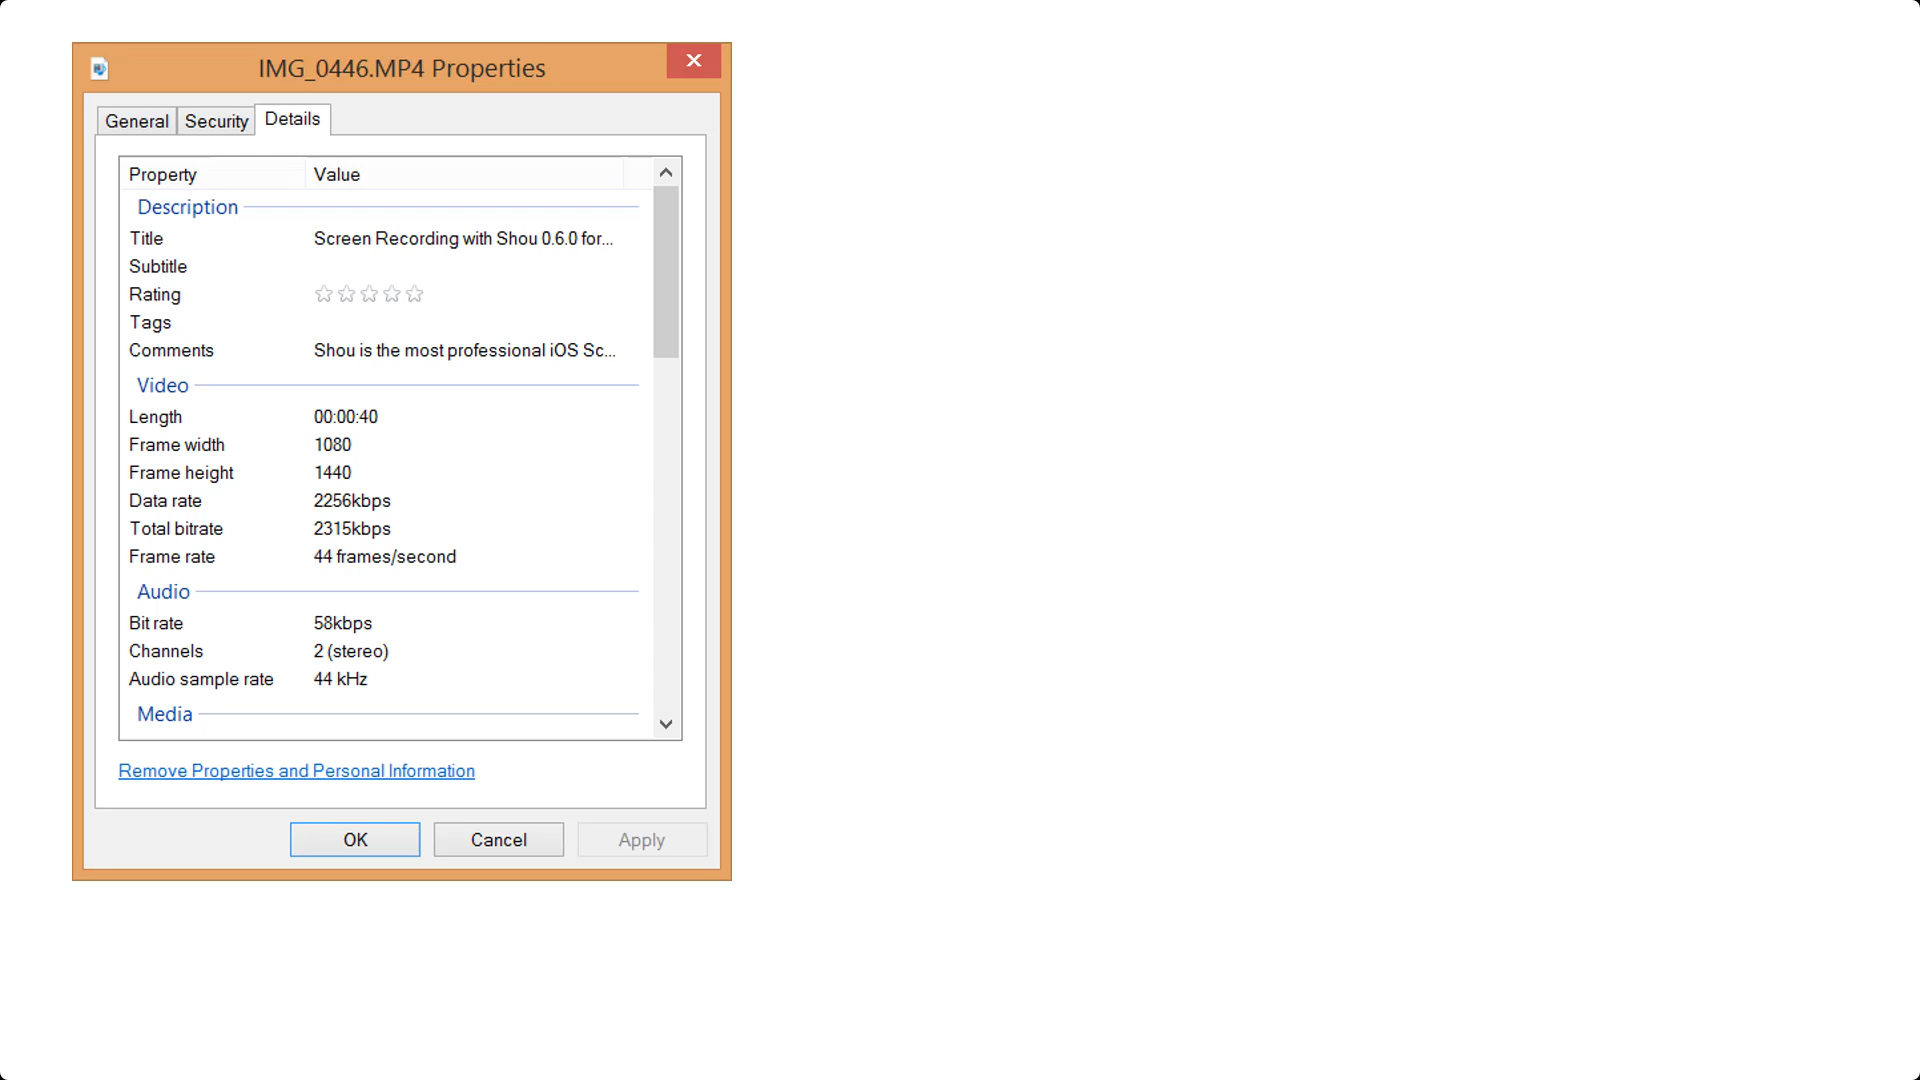 IMG_0446.MP4 Properties
General Security Details
Property Value
Description
Title Screen Recording with Shou 0.6.0 for...
Subtitle
Rating
Tags
Comments Shou is the most professional iOS Sc...
Video
Length 00:00:40
Frame width 1080
Frame height 1440
Data rate 2256kbps
Total bitrate 2315kbps
Frame rate 44 frames/second
Audio
Bit rate 58kbps
Channels 2 (stereo)
Audio sample rate 44 kHz
Media
Remove Properties and Personal Information
OK Cancel Apply